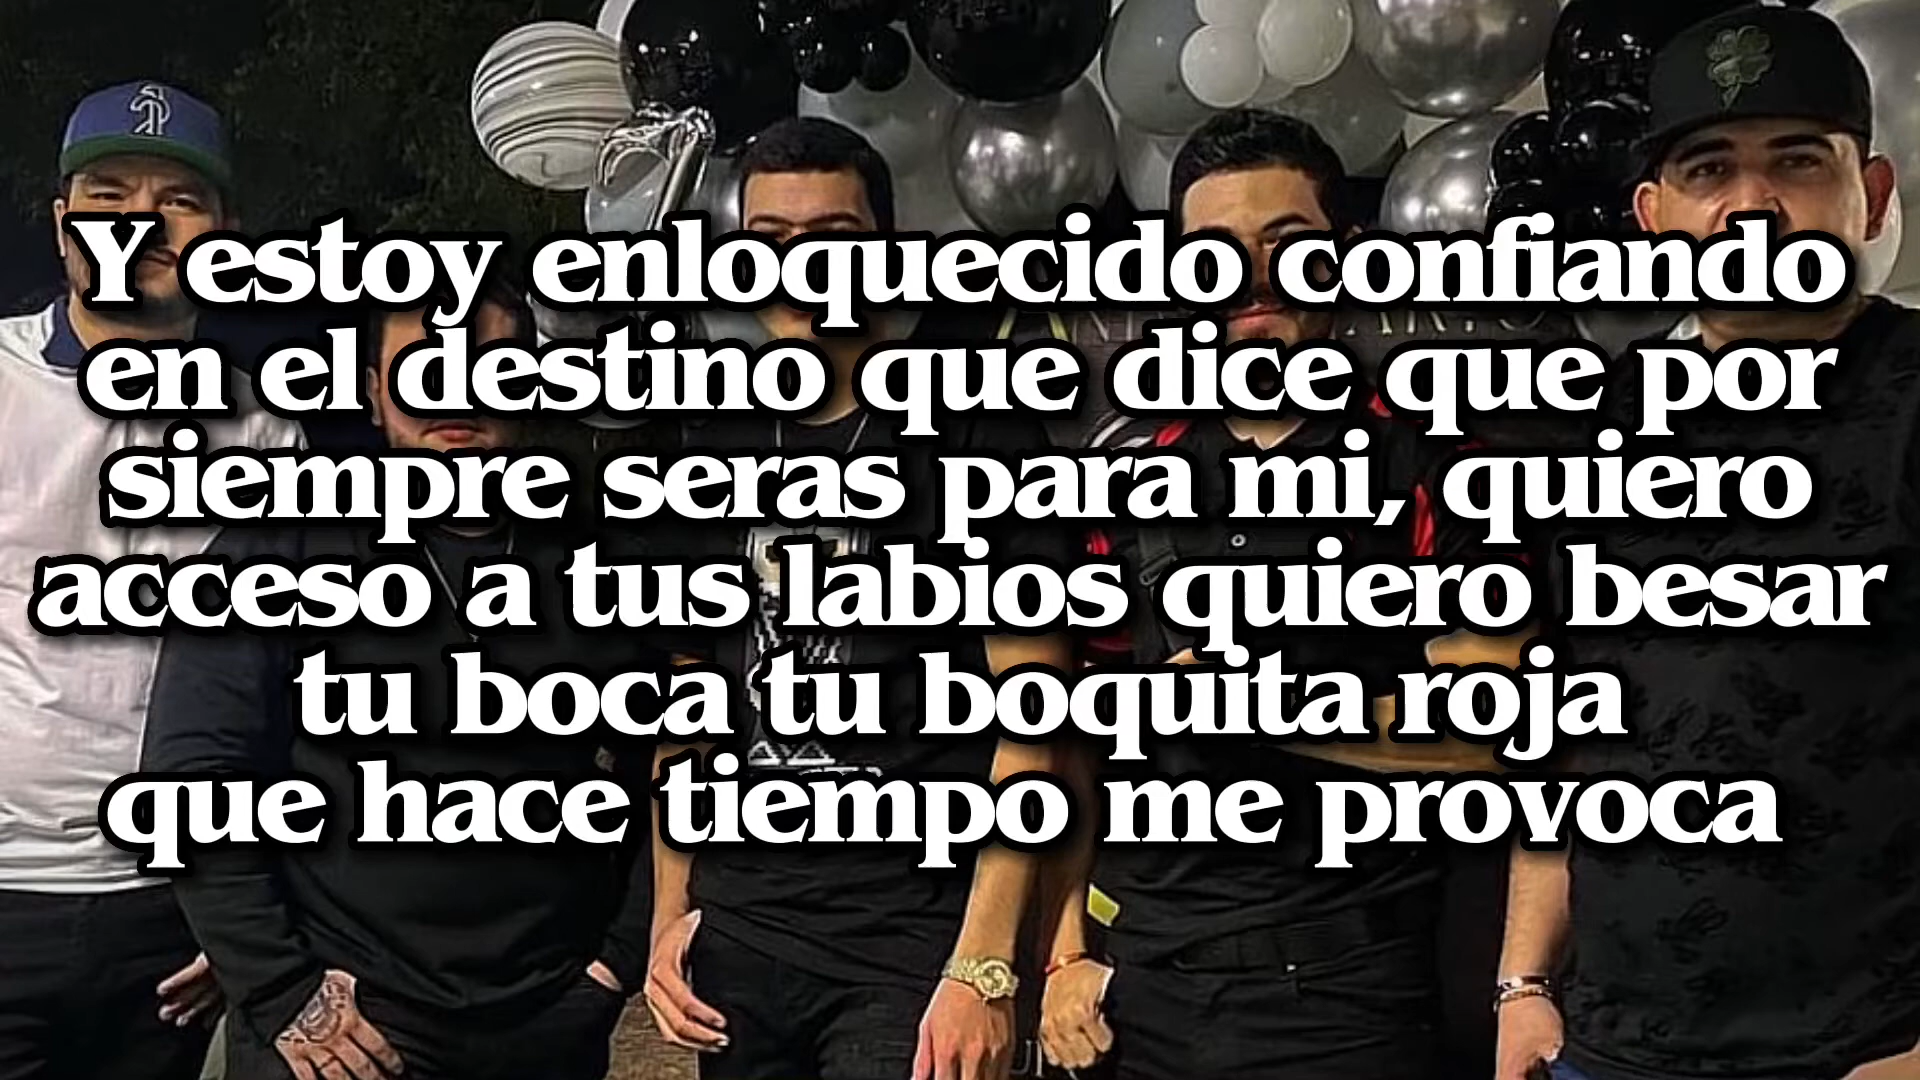 Y estoy enloquecido confiando
en el destino que dice que por
siempre seras para mi, quiero
acceso a tus labios quiero besar
tu boca tu boquita roja
que hace tiempo me provoca